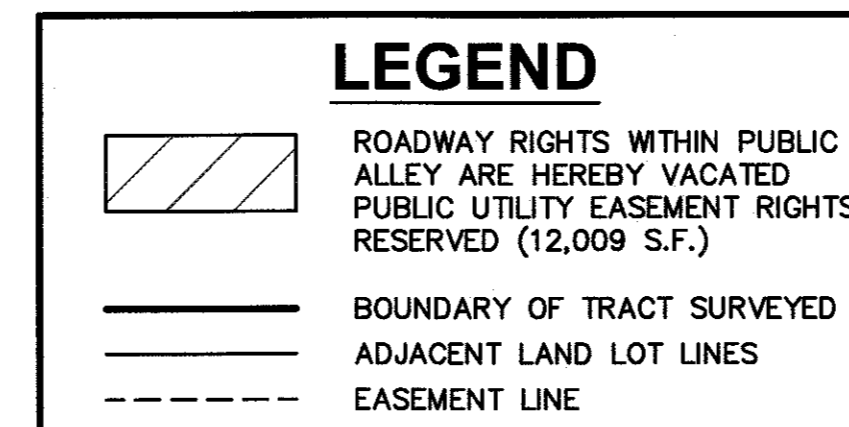 LEGEND
ROADWAY RIGHTS WITHIN PUBLIC
ALLEY ARE HEREBY VACATED
PUBLIC UTILITY EASEMENT RIGHTS
RESERVED (12,009 S.F.)
BOUNDARY OF TRACT SURVEYED
ADJACENT LAND LOT LINES
EASEMENT LINE